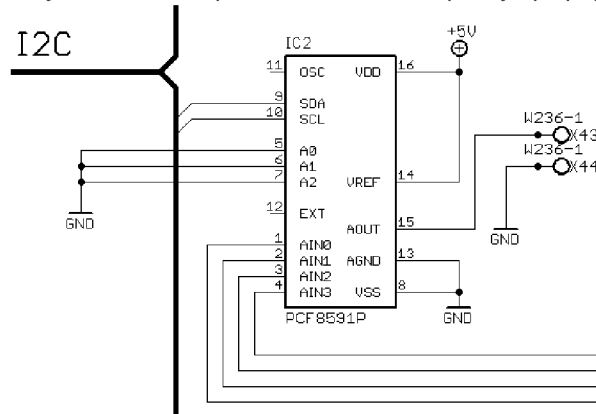 I2C
IC2
+5V
11 OSC VDD 16
9 SDA
10 SCL
W236-1
X43
5 A0
W236-1
6 A1
X44
7 A2 VREF 14
GND
12 EXT
AOUT 15
GND
1 AIN0
2 AIN1 AGND 13
3 AIN2
4 AIN3 VSS 8
PCF8591P
GND